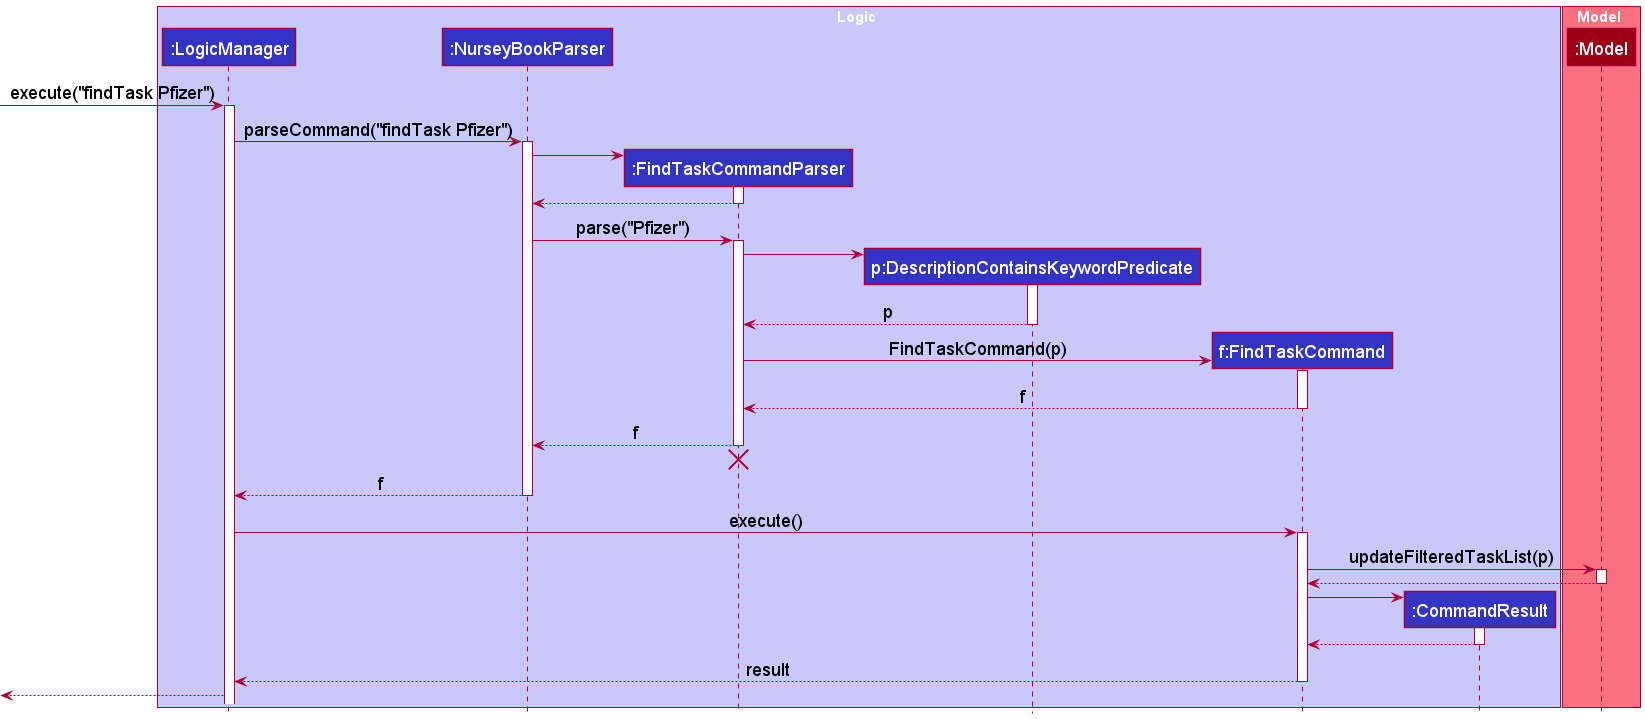 Logic
Model
:LogicManager
:NurseyBookParser
:Model
execute("findTask Pfizer")
parseCommand("findTask Pfizer")
:FindTaskCommandParser
parse("Pfizer")
p:DescriptionContainsKeywordPredicate
p
FindTaskCommand(p)
f:FindTaskCommand
f
f
f
execute()
updateFilteredTaskList(p)
:CommandResult
result